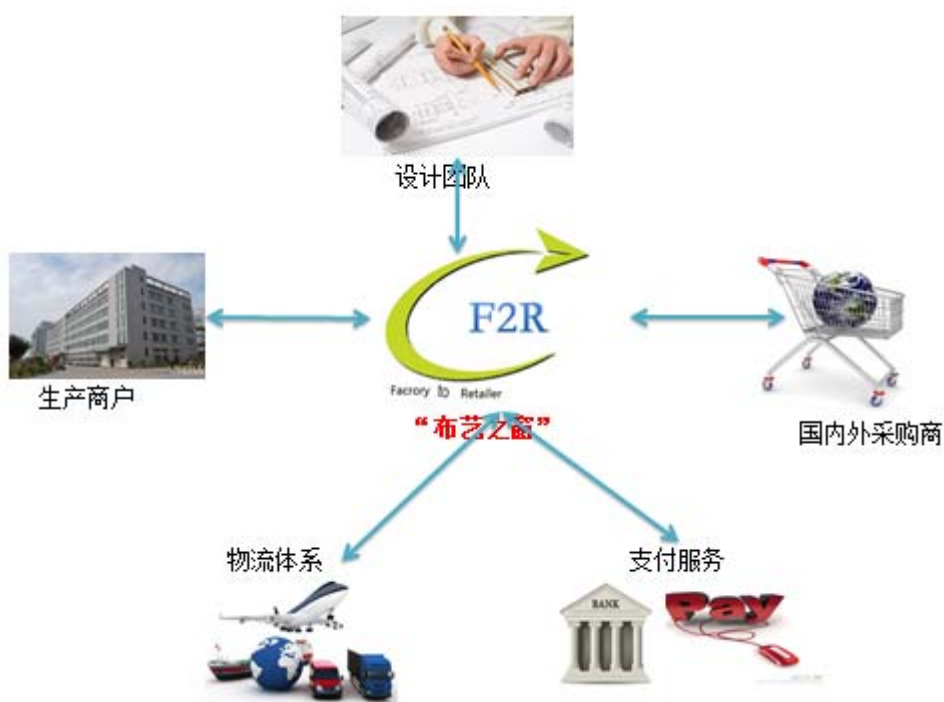 设计团队
F2R
Facrory to Retailer
生产商户
“布艺之窗”
国内外采购商
物流体系
支付服务
BANK
Pay